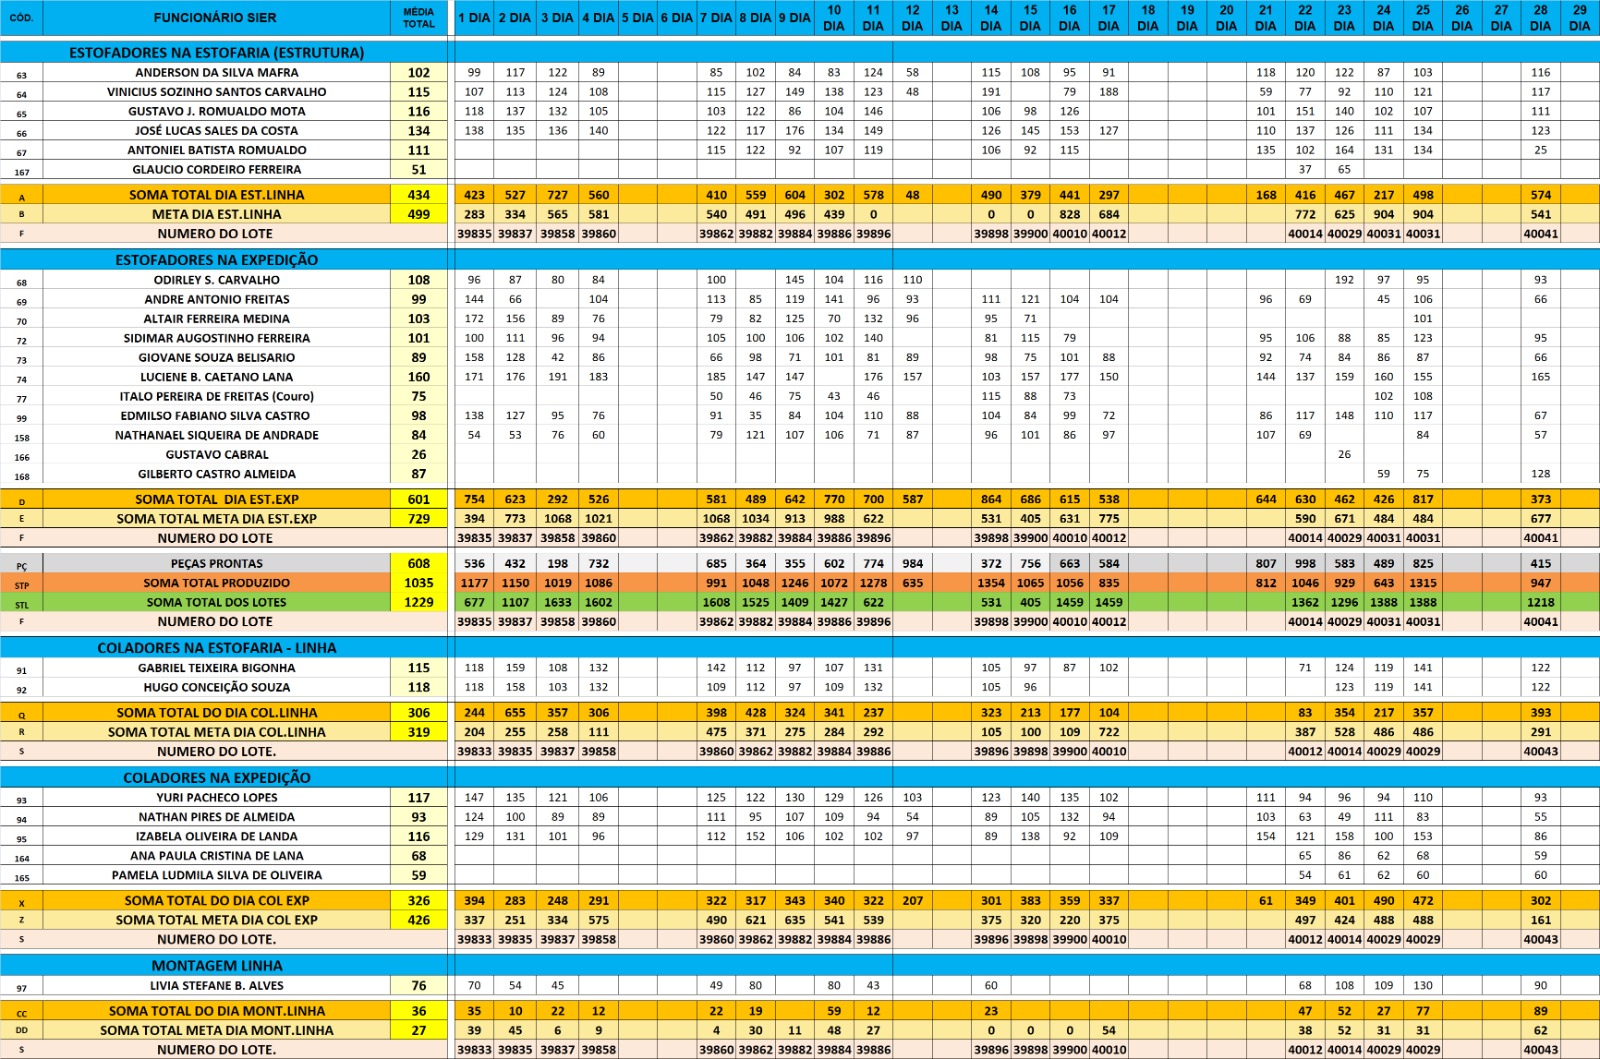 CÓD. FUNCIONÁRIO SIER MÉDIA TOTAL 1 DIA 2 DIA 3 DIA 4 DIA 5 DIA 6 DIA 7 DIA 8 DIA 9 DIA 10 DIA 11 DIA 12 DIA 13 DIA 14 DIA 15 DIA 16 DIA 17 DIA 18 DIA 19 DIA 20 DIA 21 DIA 22 DIA 23 DIA 24 DIA 25 DIA 26 DIA 27 DIA 28 DIA 29 DIA
ESTOFADORES NA ESTOFARIA (ESTRUTURA)
63 ANDERSON DA SILVA MAFRA 102 99 117 122 89 85 102 84 83 124 58 115 108 95 91 118 120 122 87 103 116
64 VINICIUS SOZINHO SANTOS CARVALHO 115 107 113 124 108 115 127 149 138 123 48 191 79 188 59 77 92 110 121 117
65 GUSTAVO J. ROMUALDO MOTA 116 118 137 132 105 103 122 86 104 146 106 98 126 101 151 140 102 107 111
66 JOSÉ LUCAS SALES DA COSTA 134 138 135 136 140 122 117 176 134 149 126 145 153 127 110 137 126 111 134 123
67 ANTONIEL BATISTA ROMUALDO 111 115 122 92 107 119 106 92 115 135 102 164 131 134 25
167 GLAUCIO CORDEIRO FERREIRA 51 37 65
A SOMA TOTAL DIA EST.LINHA 434 423 527 727 560 410 559 604 302 578 48 490 379 441 297 168 416 467 217 498 574
B META DIA EST.LINHA 499 283 334 565 581 540 491 496 439 0 0 0 828 684 772 625 904 904 541
F NUMERO DO LOTE 39835 39837 39858 39860 39862 39882 39884 39886 39896 39898 39900 40010 40012 40014 40029 40031 40031 40041
ESTOFADORES NA EXPEDIÇÃO
68 ODIRLEY S. CARVALHO 108 96 87 80 84 100 145 104 116 110 192 97 95 93
69 ANDRE ANTONIO FREITAS 99 144 66 104 113 85 119 141 96 93 111 121 104 104 96 69 45 106 66
70 ALTAIR FERREIRA MEDINA 103 172 156 89 76 79 82 125 70 132 96 95 71 101
72 SIDIMAR AUGOSTINHO FERREIRA 101 100 111 96 94 105 100 106 102 140 81 115 79 95 106 88 85 123 95
73 GIOVANE SOUZA BELISARIO 89 158 128 42 86 66 98 71 101 81 89 98 75 101 88 92 74 84 86 87 66
74 LUCIENE B. CAETANO LANA 160 171 176 191 183 185 147 147 176 157 103 157 177 150 144 137 159 160 155 165
77 ITALO PEREIRA DE FREITAS (Couro) 75 50 46 75 43 46 115 88 73 102 108
99 EDMILSO FABIANO SILVA CASTRO 98 138 127 95 76 91 35 84 104 110 88 104 84 99 72 86 117 148 110 117 67
158 NATHANAEL SIQUEIRA DE ANDRADE 84 54 53 76 60 79 121 107 106 71 87 96 101 86 97 107 69 84 57
166 GUSTAVO CABRAL 26 26
168 GILBERTO CASTRO ALMEIDA 87 59 75 128
D SOMA TOTAL DIA EST.EXP 601 754 623 292 526 581 489 642 770 700 587 864 686 615 538 644 630 462 426 817 373
E SOMA TOTAL META DIA EST.EXP 729 394 773 1068 1021 1068 1034 913 988 622 531 405 631 775 590 671 484 484 677
F NUMERO DO LOTE 39835 39837 39858 39860 39862 39882 39884 39886 39896 39898 39900 40010 40012 40014 40029 40031 40031 40041
PÇ PEÇAS PRONTAS 608 536 432 198 732 685 364 355 602 774 984 372 756 663 584 807 998 583 489 825 415
STP SOMA TOTAL PRODUZIDO 1035 1177 1150 1019 1086 991 1048 1246 1072 1278 635 1354 1065 1056 835 812 1046 929 643 1315 947
STL SOMA TOTAL DOS LOTES 1229 677 1107 1633 1602 1608 1525 1409 1427 622 531 405 1459 1459 1362 1296 1388 1388 1218
F NUMERO DO LOTE 39835 39837 39858 39860 39862 39882 39884 39886 39896 39898 39900 40010 40012 40014 40029 40031 40031 40041
COLADORES NA ESTOFARIA - LINHA
91 GABRIEL TEIXEIRA BIGONHA 115 118 159 108 132 142 112 97 107 131 105 97 87 102 71 124 119 141 122
92 HUGO CONCEIÇÃO SOUZA 118 118 158 103 132 109 112 97 109 132 105 96 123 119 141 122
Q SOMA TOTAL DO DIA COL.LINHA 306 244 655 357 306 398 428 324 341 237 323 213 177 104 83 354 217 357 393
R SOMA TOTAL META DIA COL.LINHA 319 204 255 258 111 475 371 275 284 292 105 100 109 722 387 528 486 486 291
S NUMERO DO LOTE. 39833 39835 39837 39858 39860 39862 39882 39884 39886 39896 39898 39900 40010 40012 40014 40029 40029 40043
COLADORES NA EXPEDIÇÃO
93 YURI PACHECO LOPES 117 147 135 121 106 125 122 130 129 126 103 123 140 135 102 111 94 96 94 110 93
94 NATHAN PIRES DE ALMEIDA 93 124 100 89 89 111 95 107 109 94 54 89 105 132 94 103 63 49 111 83 55
95 IZABELA OLIVEIRA DE LANDA 116 129 131 101 96 112 152 106 102 102 97 89 138 92 109 154 121 158 100 153 86
164 ANA PAULA CRISTINA DE LANA 68 65 86 62 68 59
165 PAMELA LUDMILA SILVA DE OLIVEIRA 59 54 61 62 60 60
X SOMA TOTAL DO DIA COL EXP 326 394 283 248 291 322 317 343 340 322 207 301 383 359 337 61 349 401 490 472 302
Z SOMA TOTAL META DIA COL EXP 426 337 251 334 575 490 621 635 541 539 375 320 220 375 497 424 488 488 161
S NUMERO DO LOTE. 39833 39835 39837 39858 39860 39862 39882 39884 39886 39896 39898 39900 40010 40012 40014 40029 40029 40043
MONTAGEM LINHA
97 LIVIA STEFANE B. ALVES 76 70 54 45 49 80 80 43 60 68 108 109 130 90
CC SOMA TOTAL DO DIA MONT.LINHA 36 35 10 22 12 22 19 59 12 23 47 52 27 77 89
DD SOMA TOTAL META DIA MONT.LINHA 27 39 45 6 9 4 30 11 48 27 0 0 0 54 38 52 31 31 62
S NUMERO DO LOTE. 39833 39835 39837 39858 39860 39862 39882 39884 39886 39896 39898 39900 40010 40012 40014 40029 40029 40043